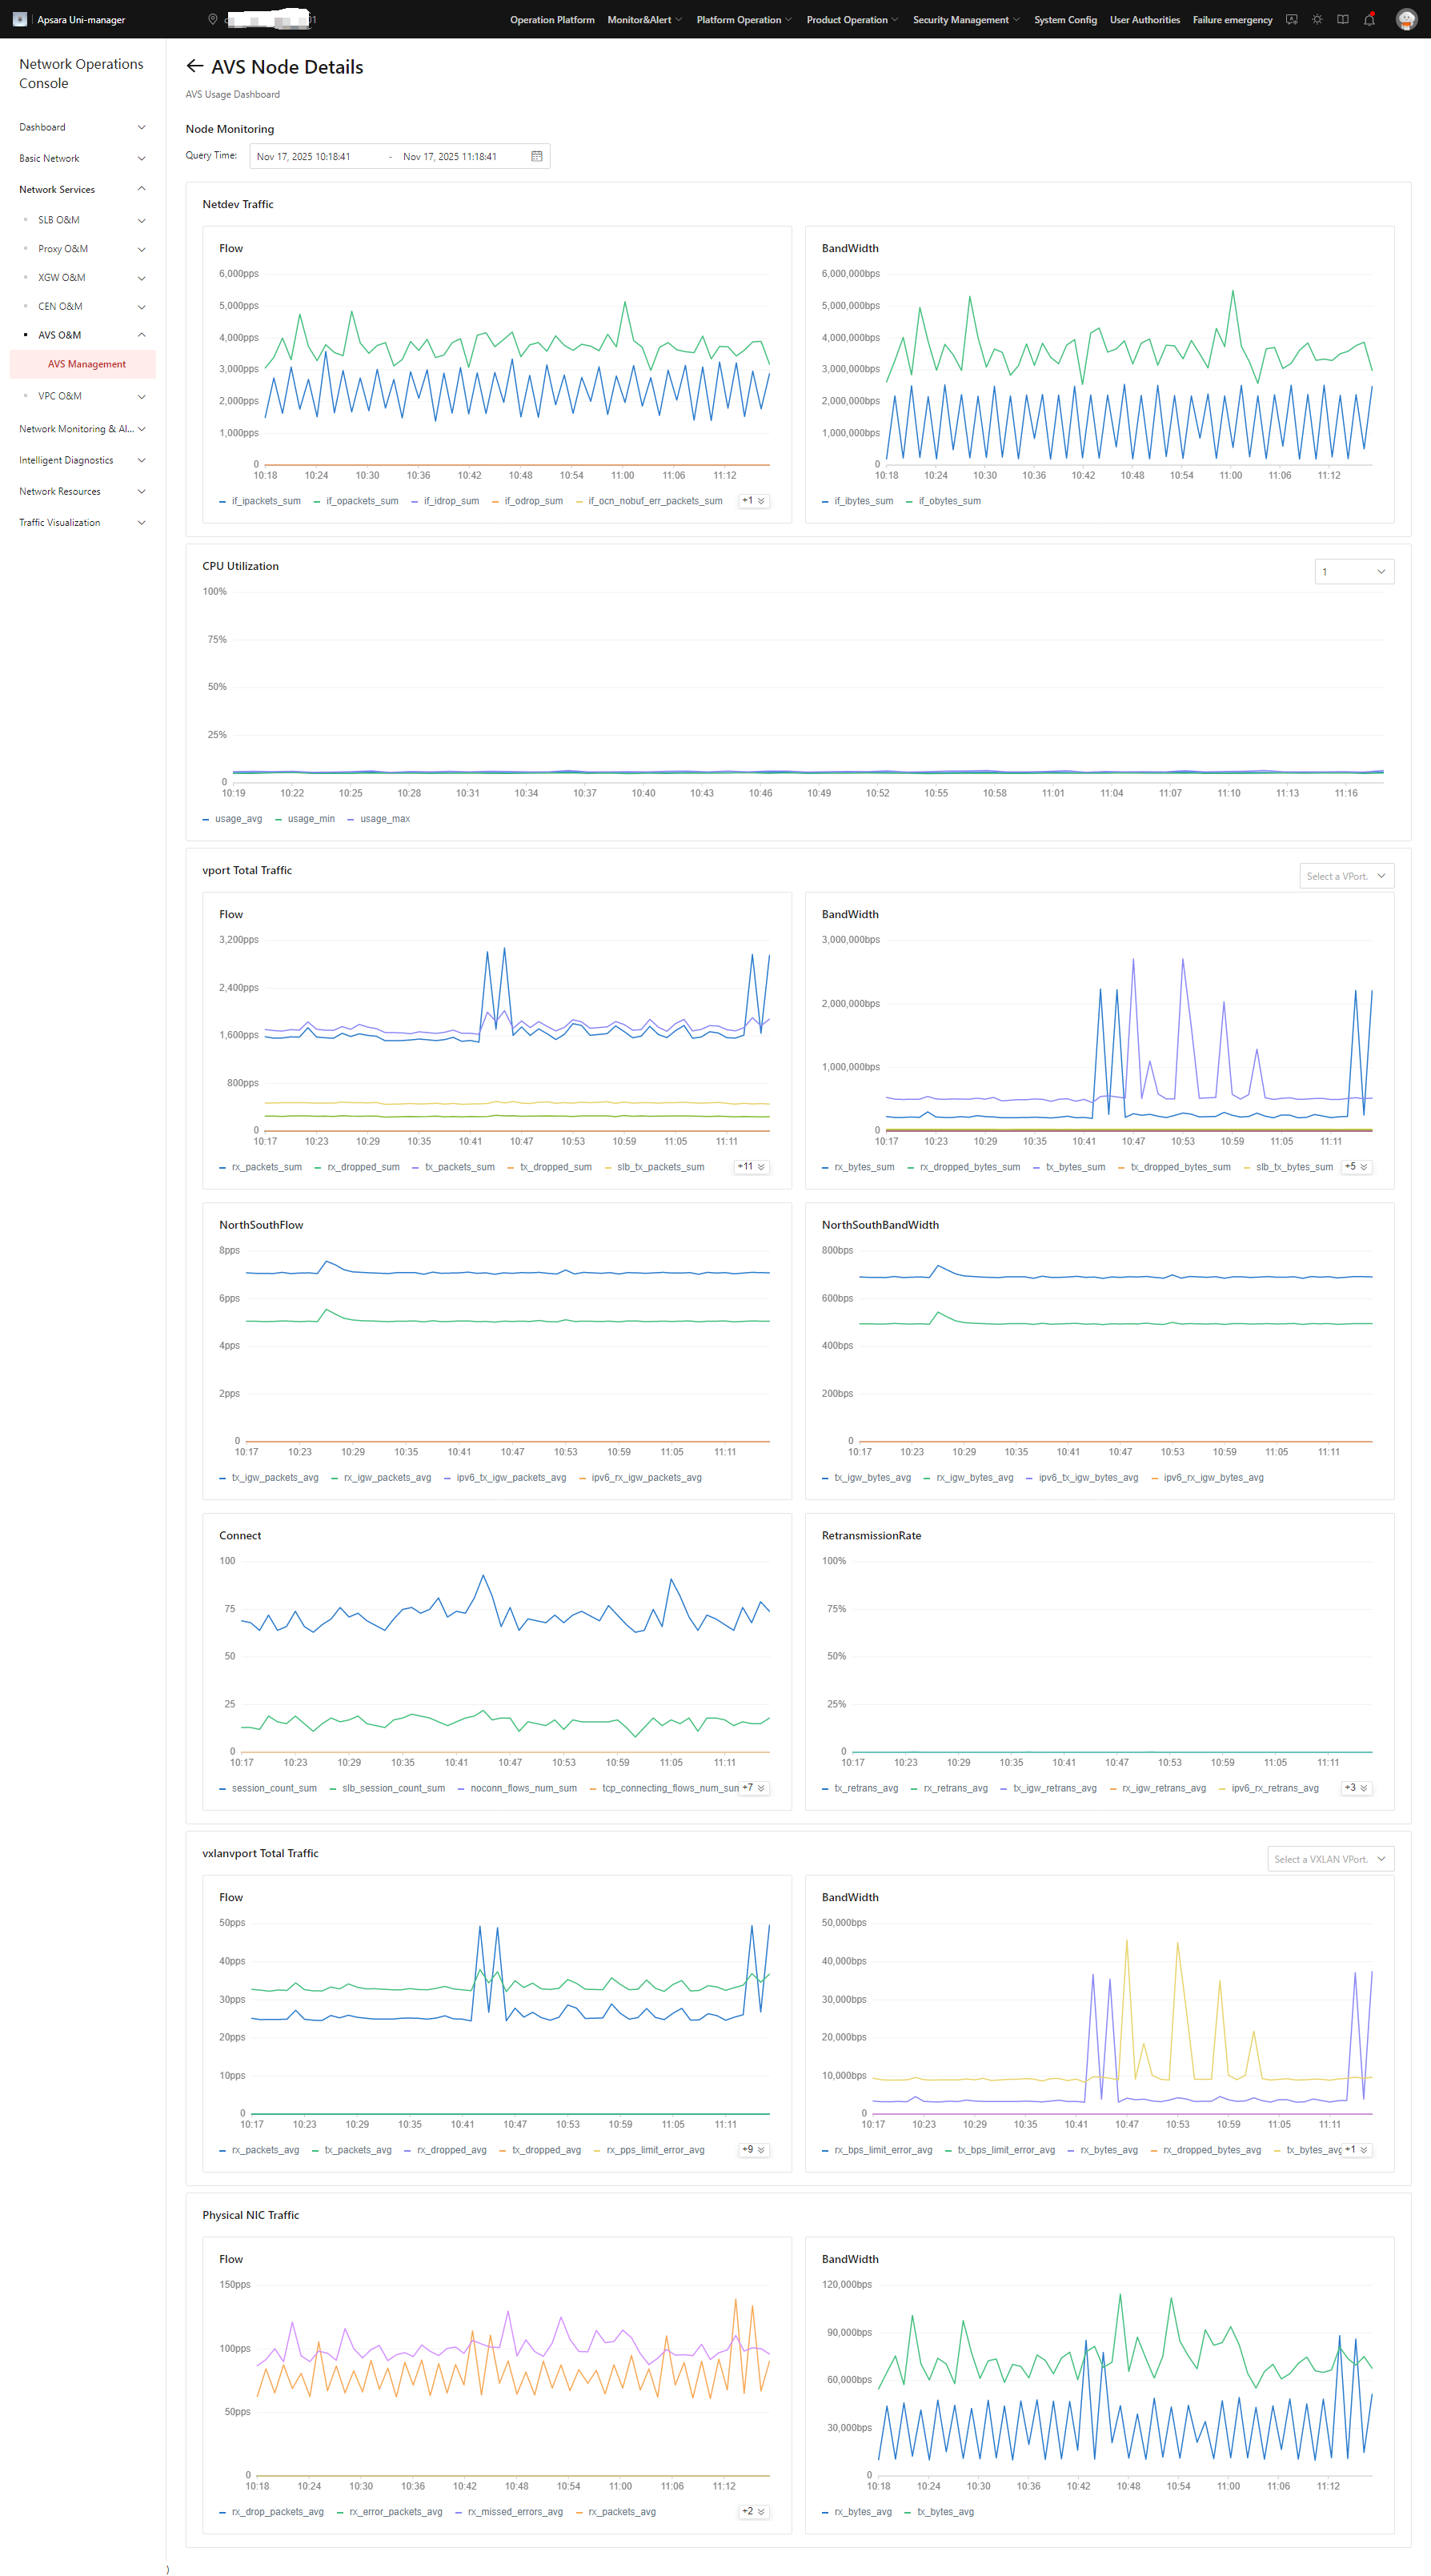 Apsara Uni-manager
Operation Platform Monitor&Alert Platform Operation Product Operation Security Management System Config User Authorities Failure emergency
Network Operations Console
Dashboard
Basic Network
Network Services
SLB O&M
Proxy O&M
XGW O&M
CEN O&M
AVS O&M
AVS Management
VPC O&M
Network Monitoring & Al...
Intelligent Diagnostics
Network Resources
Traffic Visualization
AVS Node Details
AVS Usage Dashboard
Node Monitoring
Query Time: Nov 17, 2025 10:18:41 - Nov 17, 2025 11:18:41
Netdev Traffic
Flow
6,000pps
5,000pps
4,000pps
3,000pps
2,000pps
1,000pps
0
10:18 10:24 10:30 10:36 10:42 10:48 10:54 11:00 11:06 11:12
if_ipackets_sum if_opackets_sum if_idrop_sum if_odrop_sum if_ocn_nobuf_err_packets_sum +1
BandWidth
6,000,000bps
5,000,000bps
4,000,000bps
3,000,000bps
2,000,000bps
1,000,000bps
0
10:18 10:24 10:30 10:36 10:42 10:48 10:54 11:00 11:06 11:12
if_ibytes_sum if_obytes_sum
CPU Utilization
1
100%
75%
50%
25%
0
10:19 10:22 10:25 10:28 10:31 10:34 10:37 10:40 10:43 10:46 10:49 10:52 10:55 10:58 11:01 11:04 11:07 11:10 11:13 11:16
usage_avg usage_min usage_max
vport Total Traffic
Select a VPort.
Flow
3,200pps
2,400pps
1,600pps
800pps
0
10:17 10:23 10:29 10:35 10:41 10:47 10:53 10:59 11:05 11:11
rx_packets_sum rx_dropped_sum tx_packets_sum tx_dropped_sum slb_tx_packets_sum +11
BandWidth
3,000,000bps
2,000,000bps
1,000,000bps
0
10:17 10:23 10:29 10:35 10:41 10:47 10:53 10:59 11:05 11:11
rx_bytes_sum rx_dropped_bytes_sum tx_bytes_sum tx_dropped_bytes_sum slb_tx_bytes_sum +5
NorthSouthFlow
8pps
6pps
4pps
2pps
0
10:17 10:23 10:29 10:35 10:41 10:47 10:53 10:59 11:05 11:11
tx_igw_packets_avg rx_igw_packets_avg ipv6_tx_igw_packets_avg ipv6_rx_igw_packets_avg
NorthSouthBandWidth
800bps
600bps
400bps
200bps
0
10:17 10:23 10:29 10:35 10:41 10:47 10:53 10:59 11:05 11:11
tx_igw_bytes_avg rx_igw_bytes_avg ipv6_tx_igw_bytes_avg ipv6_rx_igw_bytes_avg
Connect
100
75
50
25
0
10:17 10:23 10:29 10:35 10:41 10:47 10:53 10:59 11:05 11:11
session_count_sum slb_session_count_sum noconn_flows_num_sum tcp_connecting_flows_num_sum +7
RetransmissionRate
100%
75%
50%
25%
0
10:17 10:23 10:29 10:35 10:41 10:47 10:53 10:59 11:05 11:11
tx_retrans_avg rx_retrans_avg tx_igw_retrans_avg rx_igw_retrans_avg ipv6_rx_retrans_avg +3
vxlanvport Total Traffic
Select a VXLAN VPort.
Flow
50pps
40pps
30pps
20pps
10pps
0
10:17 10:23 10:29 10:35 10:41 10:47 10:53 10:59 11:05 11:11
rx_packets_avg tx_packets_avg rx_dropped_avg tx_dropped_avg rx_pps_limit_error_avg +9
BandWidth
50,000bps
40,000bps
30,000bps
20,000bps
10,000bps
0
10:17 10:23 10:29 10:35 10:41 10:47 10:53 10:59 11:05 11:11
rx_bps_limit_error_avg tx_bps_limit_error_avg rx_bytes_avg rx_dropped_bytes_avg tx_bytes_avg +1
Physical NIC Traffic
Flow
150pps
100pps
50pps
0
10:18 10:24 10:30 10:36 10:42 10:48 10:54 11:00 11:06 11:12
rx_drop_packets_avg rx_error_packets_avg rx_missed_errors_avg rx_packets_avg +2
BandWidth
120,000bps
90,000bps
60,000bps
30,000bps
0
10:18 10:24 10:30 10:36 10:42 10:48 10:54 11:00 11:06 11:12
rx_bytes_avg tx_bytes_avg
)